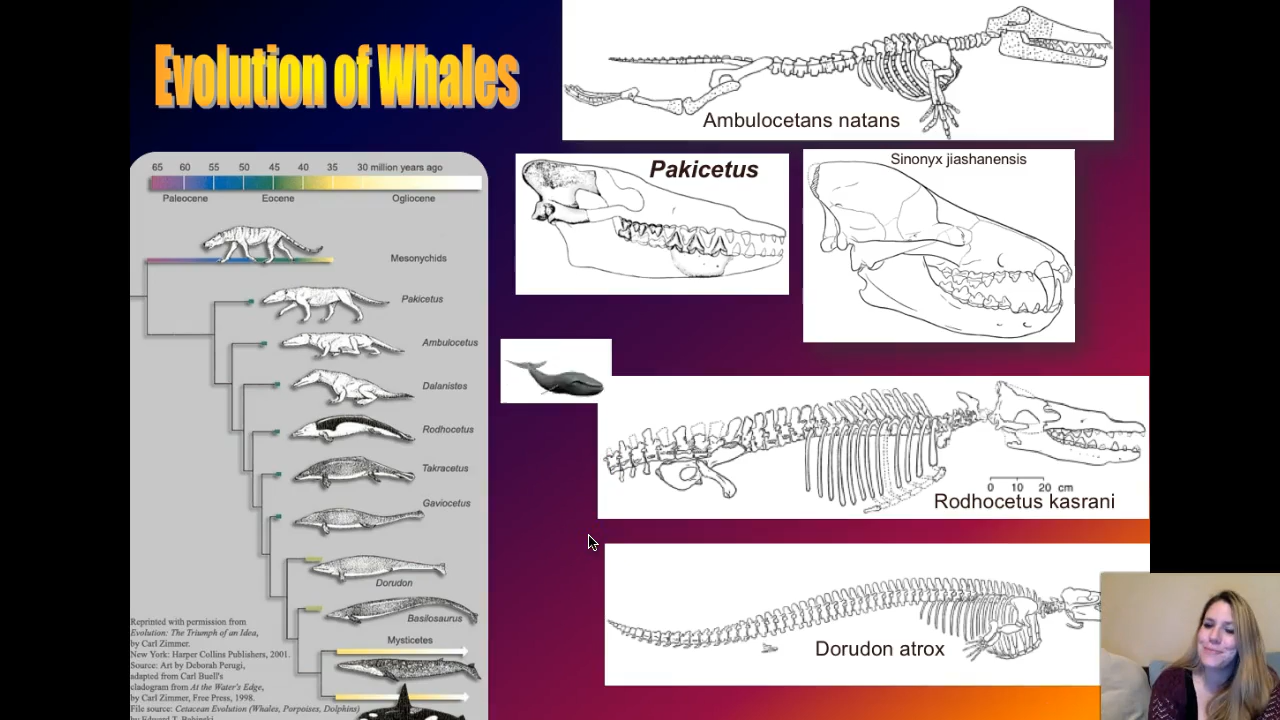 Evolution of Whales
Ambulocetans natans
Pakicetus
Sinonyx jiashanensis
65 60 55 50 45 40 35 30 million years ago
Paleocene Eocene Ogliocene
Mesonychids
Pakicetus
Ambulocetus
Dalanistes
Rodhocetus
Takracetus
Gaviocetus
Dorudon
Basilosaurus
Mysticetes
0 10 20 cm
Rodhocetus kasrani
Dorudon atrox
Reprinted with permission from
Evolution: The Triumph of an Idea,
by Carl Zimmer.
New York: Harper Collins Publishers, 2001.
Source: Art by Deborah Perugi,
adapted from Carl Buell's
cladogram from At the Water's Edge,
by Carl Zimmer, Free Press, 1998.
File source: Cetacean Evolution (Whales, Porpoises, Dolphins)
by Edward T. Babinski